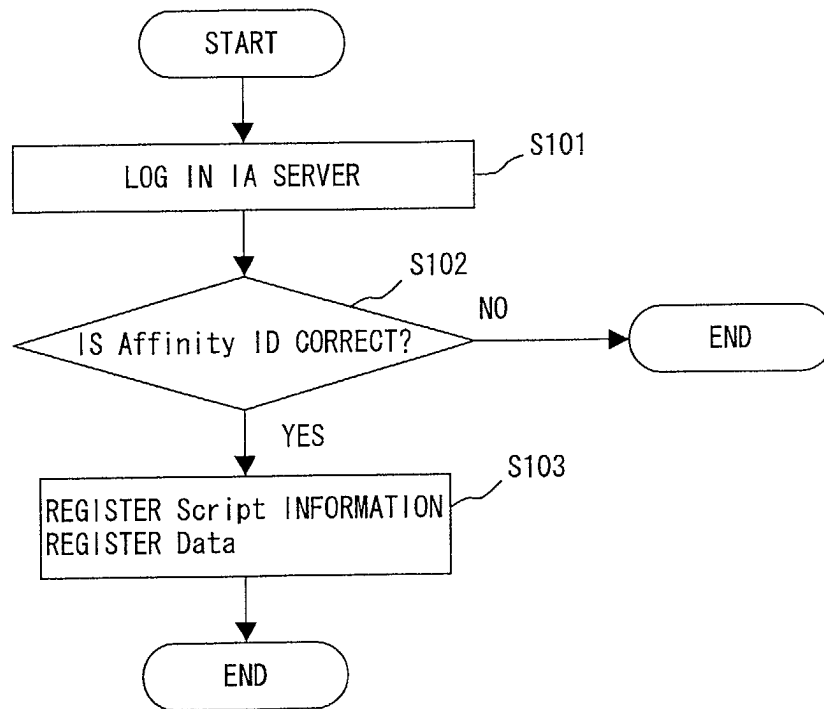 START
LOG IN IA SERVER
S101
S102
IS Affinity ID CORRECT?
NO
END
YES
S103
REGISTER Script INFORMATION
REGISTER Data
END